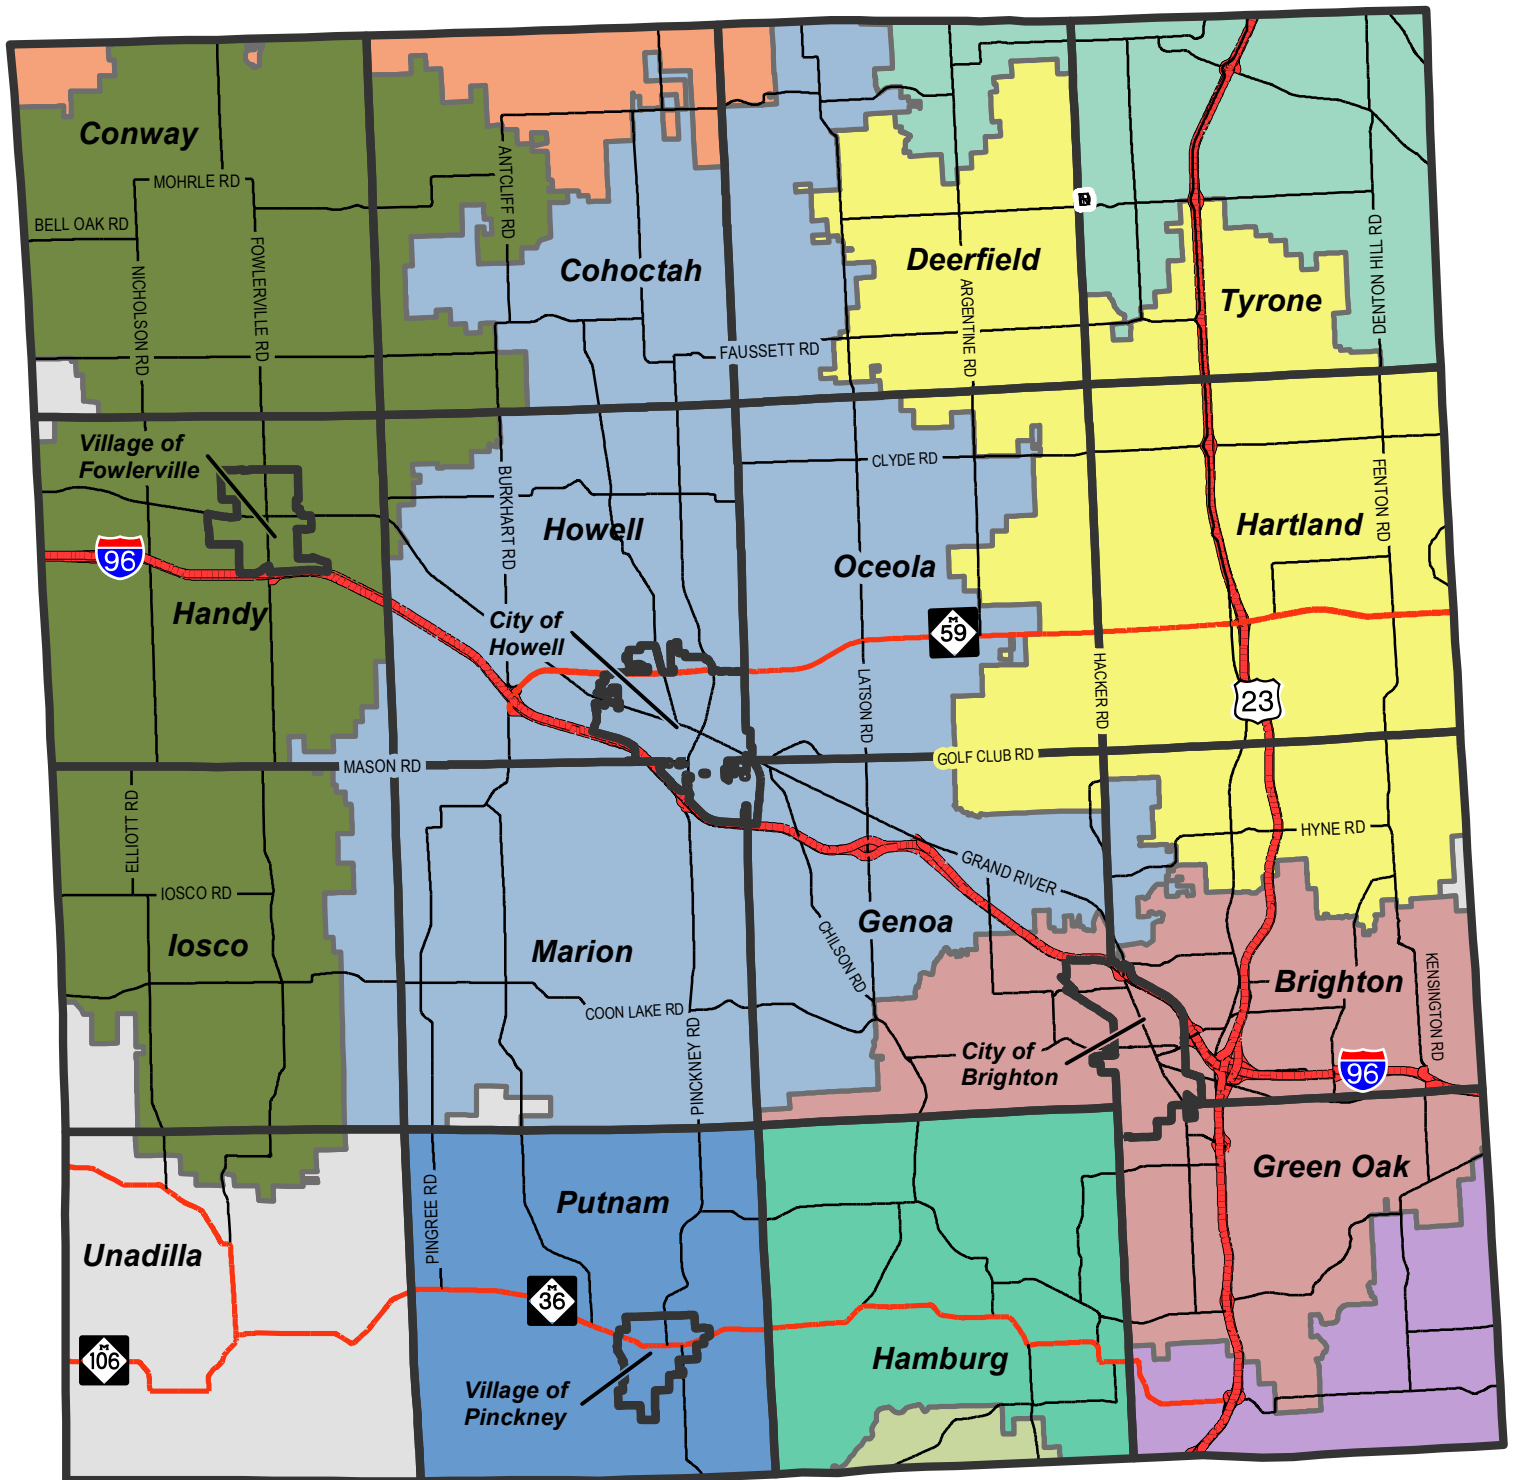 Conway
MOHRLE RD
BELL OAK RD
NICHOLSON RD
FOWLERVILLE RD
ANTCLIFF RD
Cohoctah
Deerfield
ARGENTINE RD
Tyrone
DENTON HILL RD
FAUSSETT RD
Village of
Fowlerville
96
Handy
BURKHART RD
Howell
City of
Howell
CLYDE RD
Oceola
M
59
LATSON RD
HACKER RD
Hartland
FENTON RD
23
MASON RD
GOLF CLUB RD
ELLIOTT RD
IOSCO RD
Iosco
Marion
COON LAKE RD
PINCKNEY RD
GRAND RIVER
Genoa
CHILSON RD
HYNE RD
Brighton
KENSINGTON RD
City of
Brighton
96
Unadilla
M
106
PINGREE RD
Putnam
M
36
Village of
Pinckney
Hamburg
Green Oak